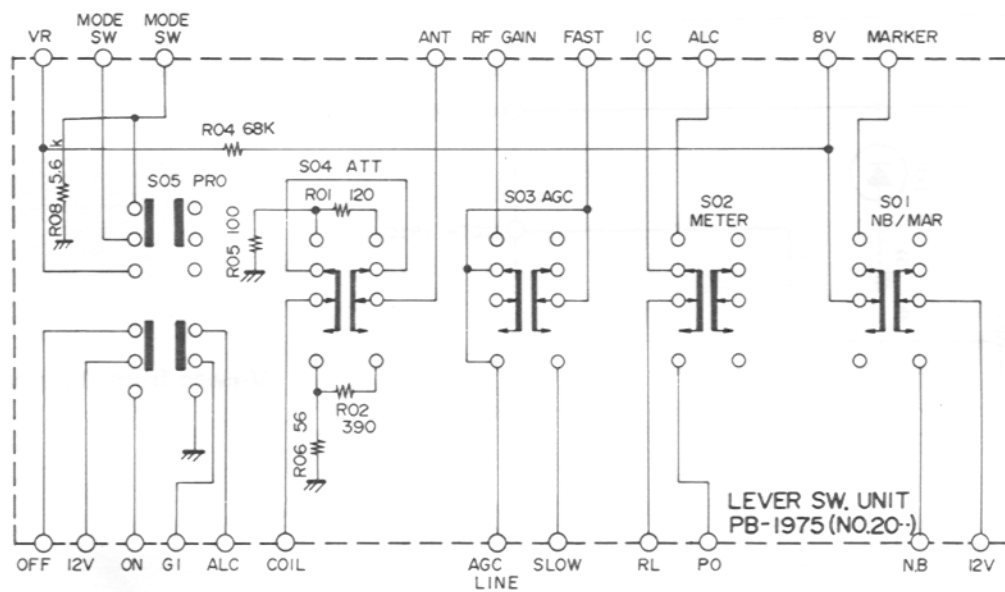 VR
MODE SW
MODE SW
ANT
RF GAIN
FAST
IC
ALC
8V
MARKER
R04 68K
R08 5.6 k
S05 PRO
S04 ATT
R01 120
R05 100
S03 AGC
S02 METER
S01 NB/MAR
R02 390
R06 56
LEVER SW. UNIT
PB-1975 (NO.20--)
OFF
12V
ON
G1
ALC
COIL
AGC LINE
SLOW
RL
PO
N.B
12V